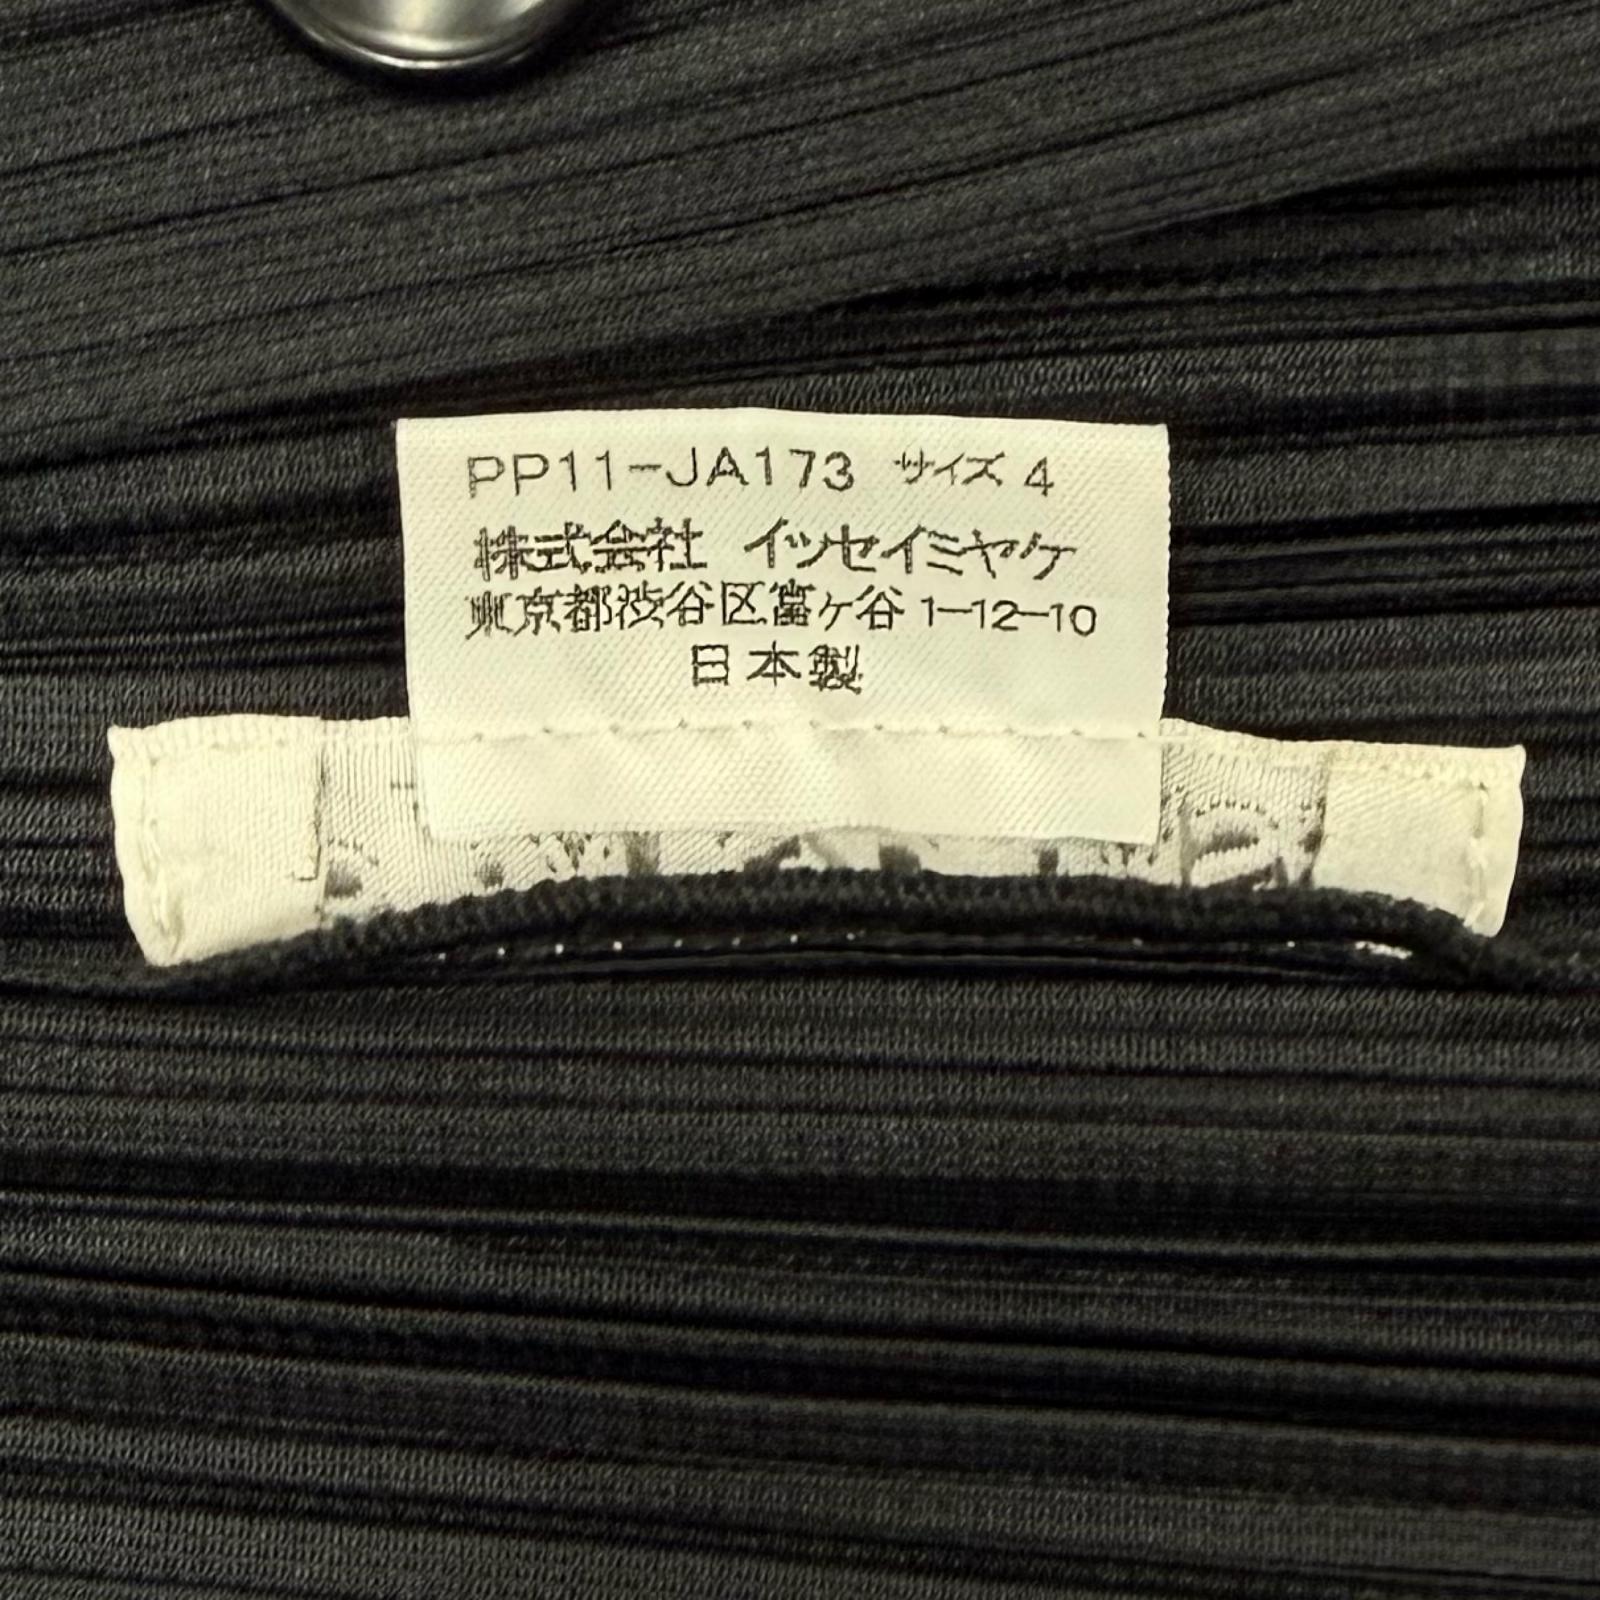 PP11-JA173 サイズ 4
株式会社 イッセイミヤケ
東京都渋谷区富ヶ谷 1-12-10
日本製